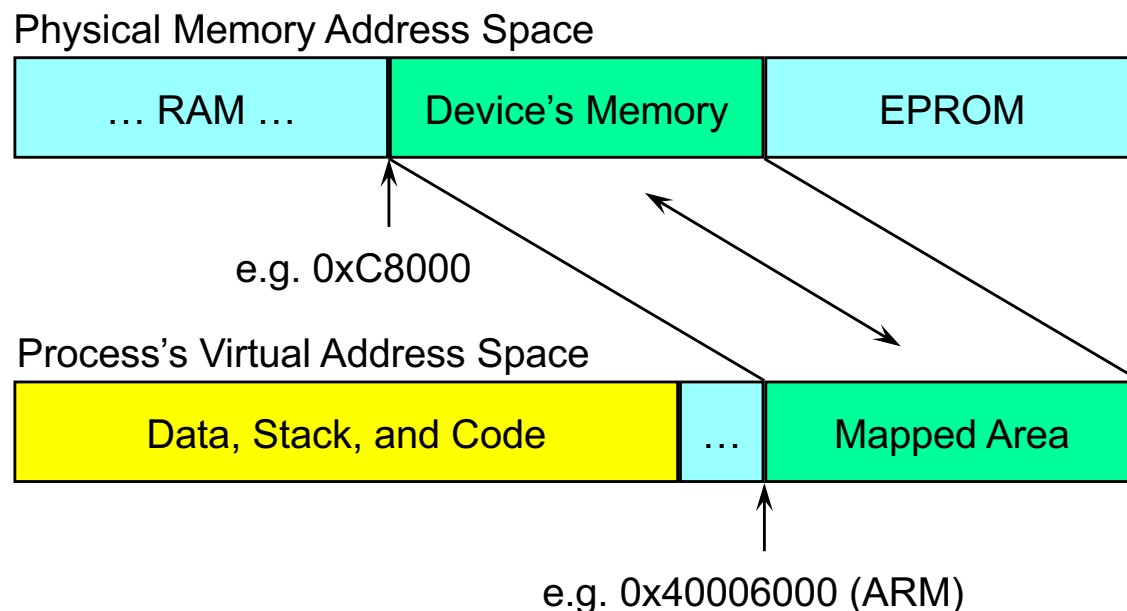 Physical Memory Address Space
… RAM …
Device’s Memory
EPROM
e.g. 0xC8000
Process’s Virtual Address Space
Data, Stack, and Code
…
Mapped Area
e.g. 0x40006000 (ARM)